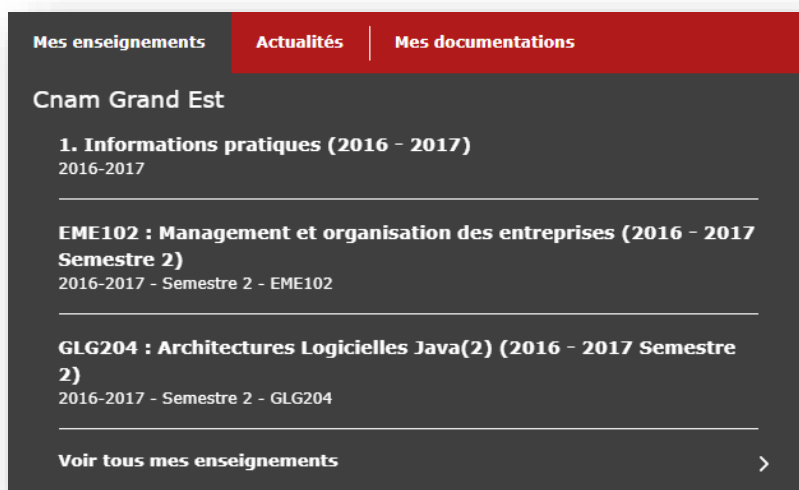 Mes enseignements
Actualités
Mes documentations
Cnam Grand Est
1. Informations pratiques (2016 - 2017)
2016-2017
EME102 : Management et organisation des entreprises (2016 - 2017
Semestre 2)
2016-2017 - Semestre 2 - EME102
GLG204 : Architectures Logicielles Java(2) (2016 - 2017 Semestre
2)
2016-2017 - Semestre 2 - GLG204
Voir tous mes enseignements